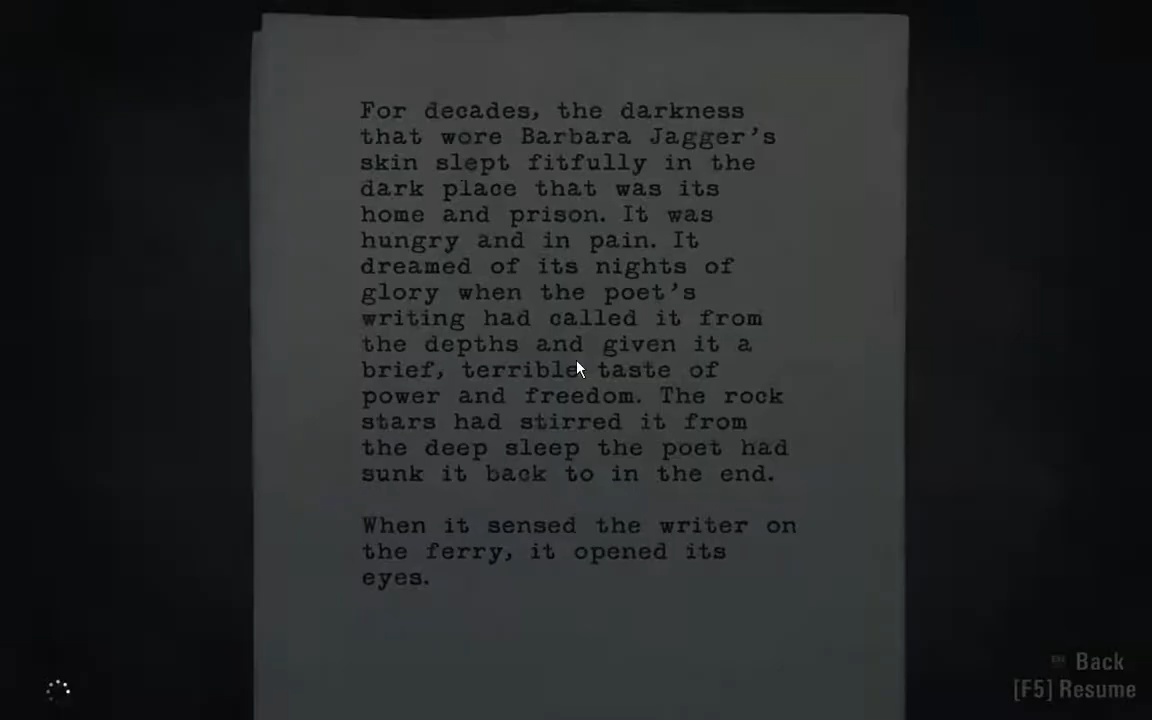 For decades, the darkness
that wore Barbara Jagger's
skin slept fitfully in the
dark place that was its
home and prison. It was
hungry and in pain. It
dreamed of its nights of
glory when the poet's
writing had called it from
the depths and given it a
brief, terrible taste of
power and freedom. The rock
stars had stirred it from
the deep sleep the poet had
sunk it back to in the end.
When it sensed the writer on
the ferry, it opened its
eyes.
Back
[F5] Resume